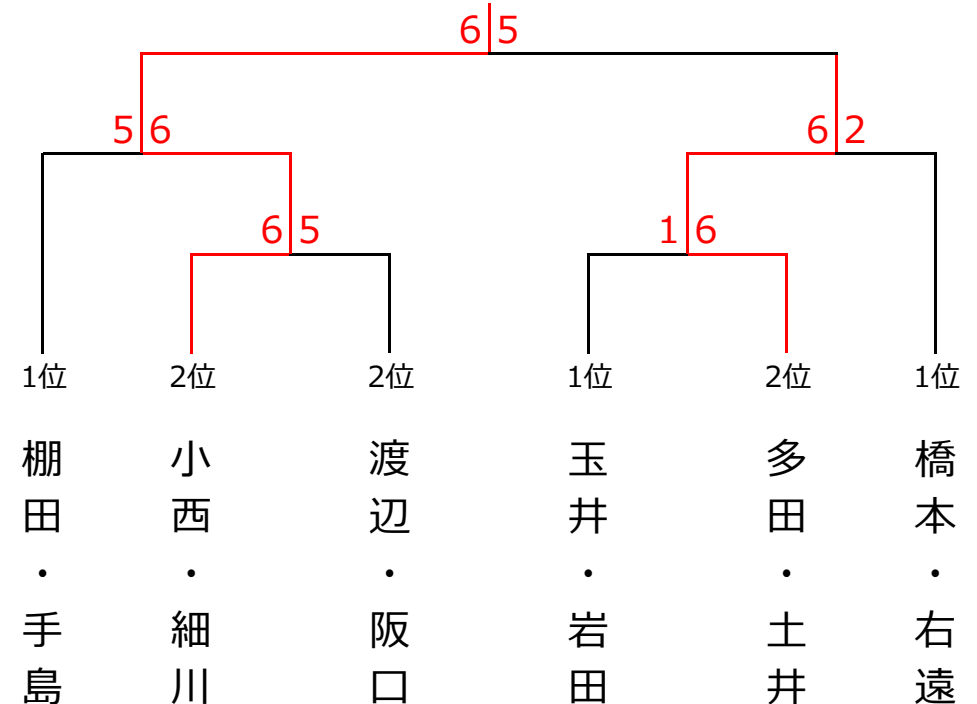 6 5
5 6
6 2
6 5
1 6
1位
2位
2位
1位
2位
1位
棚田・手島
小西・細川
渡辺・阪口
玉井・岩田
多田・土井
橋本・右遠